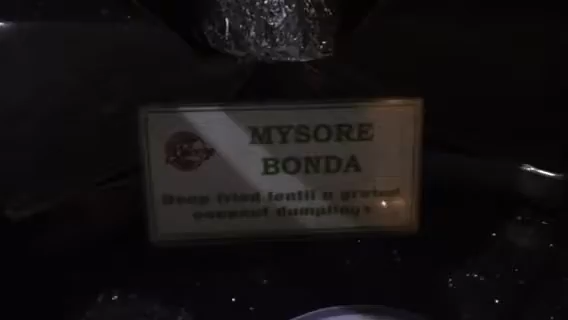 MYSORE
BONDA
Deep fried lentil n grated
coconut dumplings